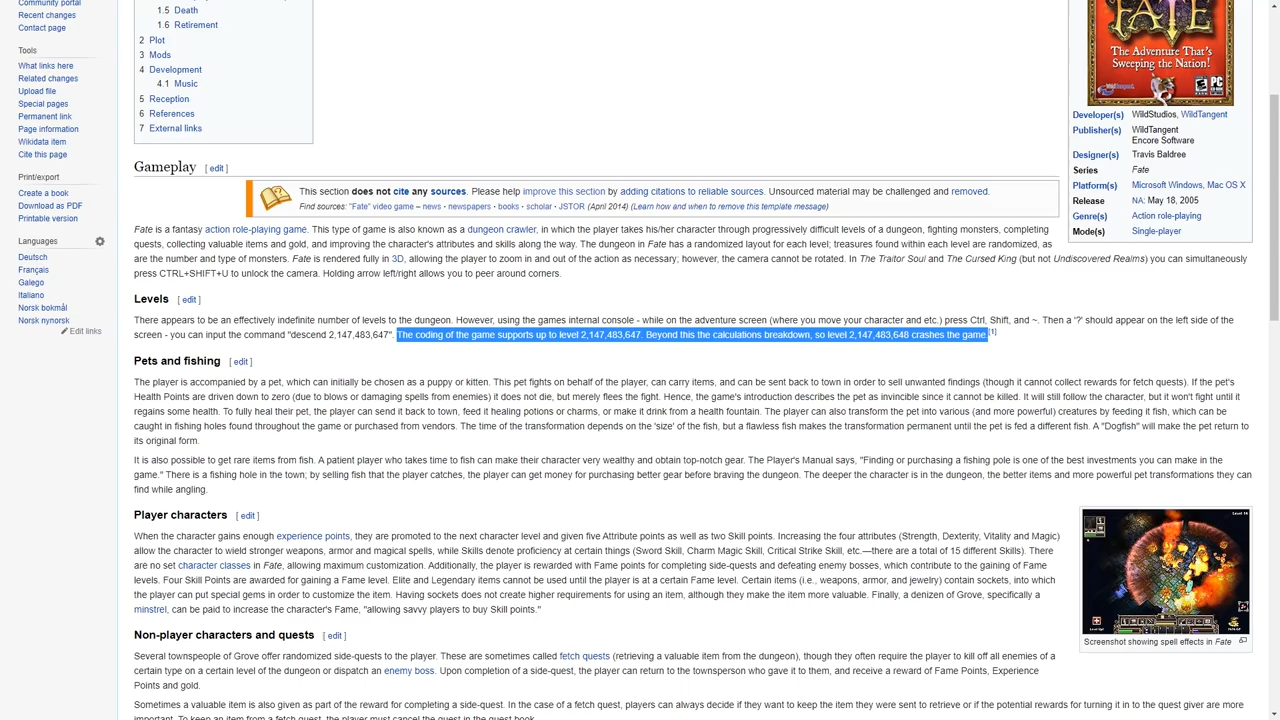 Community portal
Recent changes
Contact page
Tools
What links here
Related changes
Upload file
Special pages
Permanent link
Page information
Wikidata item
Cite this page
Print/export
Create a book
Download as PDF
Printable version
Languages
Deutsch
Français
Galego
Italiano
Norsk bokmål
Norsk nynorsk
Edit links
1.5 Death
1.6 Retirement
2 Plot
3 Mods
4 Development
4.1 Music
5 Reception
6 References
7 External links
FATE
The Adventure That's
Sweeping the Nation!
WildTangent
PC
Developer(s) WildStudios, WildTangent
Publisher(s) WildTangent
Encore Software
Designer(s) Travis Baldree
Series Fate
Platform(s) Microsoft Windows, Mac OS X
Release NA: May 18, 2005
Genre(s) Action role-playing
Mode(s) Single-player
Gameplay [ edit ]
This section does not cite any sources. Please help improve this section by adding citations to reliable sources. Unsourced material may be challenged and removed.
Find sources: "Fate" video game – news · newspapers · books · scholar · JSTOR (April 2014) (Learn how and when to remove this template message)
Fate is a fantasy action role-playing game. This type of game is also known as a dungeon crawler, in which the player takes his/her character through progressively difficult levels of a dungeon, fighting monsters, completing
quests, collecting valuable items and gold, and improving the character's attributes and skills along the way. The dungeon in Fate has a randomized layout for each level; treasures found within each level are randomized, as
are the number and type of monsters. Fate is rendered fully in 3D, allowing the player to zoom in and out of the action as necessary; however, the camera cannot be rotated. In The Traitor Soul and The Cursed King (but not Undiscovered Realms) you can simultaneously
press CTRL+SHIFT+U to unlock the camera. Holding arrow left/right allows you to peer around corners.
Levels [ edit ]
There appears to be an effectively indefinite number of levels to the dungeon. However, using the games internal console - while on the adventure screen (where you move your character and etc.) press Ctrl, Shift, and ~. Then a '?' should appear on the left side of the
screen - you can input the command "descend 2,147,483,647". The coding of the game supports up to level 2,147,483,647. Beyond this the calculations breakdown, so level 2,147,483,648 crashes the game.[1]
Pets and fishing [ edit ]
The player is accompanied by a pet, which can initially be chosen as a puppy or kitten. This pet fights on behalf of the player, can carry items, and can be sent back to town in order to sell unwanted findings (though it cannot collect rewards for fetch quests). If the pet's
Health Points are driven down to zero (due to blows or damaging spells from enemies) it does not die, but merely flees the fight. Hence, the game's introduction describes the pet as invincible since it cannot be killed. It will still follow the character, but it won't fight until it
regains some health. To fully heal their pet, the player can send it back to town, feed it healing potions or charms, or make it drink from a health fountain. The player can also transform the pet into various (and more powerful) creatures by feeding it fish, which can be
caught in fishing holes found throughout the game or purchased from vendors. The time of the transformation depends on the 'size' of the fish, but a flawless fish makes the transformation permanent until the pet is fed a different fish. A "Dogfish" will make the pet return to
its original form.
It is also possible to get rare items from fish. A patient player who takes time to fish can make their character very wealthy and obtain top-notch gear. The Player's Manual says, "Finding or purchasing a fishing pole is one of the best investments you can make in the
game." There is a fishing hole in the town; by selling fish that the player catches, the player can get money for purchasing better gear before braving the dungeon. The deeper the character is in the dungeon, the better items and more powerful pet transformations they can
find while angling.
Player characters [ edit ]
When the character gains enough experience points, they are promoted to the next character level and given five Attribute points as well as two Skill points. Increasing the four attributes (Strength, Dexterity, Vitality and Magic)
allow the character to wield stronger weapons, armor and magical spells, while Skills denote proficiency at certain things (Sword Skill, Charm Magic Skill, Critical Strike Skill, etc.—there are a total of 15 different Skills). There
are no set character classes in Fate, allowing maximum customization. Additionally, the player is rewarded with Fame points for completing side-quests and defeating enemy bosses, which contribute to the gaining of Fame
levels. Four Skill Points are awarded for gaining a Fame level. Elite and Legendary items cannot be used until the player is at a certain Fame level. Certain items (i.e., weapons, armor, and jewelry) contain sockets, into which
the player can put special gems in order to customize the item. Having sockets does not create higher requirements for using an item, although they make the item more valuable. Finally, a denizen of Grove, specifically a
minstrel, can be paid to increase the character's Fame, "allowing savvy players to buy Skill points."
Screenshot showing spell effects in Fate
Non-player characters and quests [ edit ]
Several townspeople of Grove offer randomized side-quests to the player. These are sometimes called fetch quests (retrieving a valuable item from the dungeon), though they often require the player to kill off all enemies of a
certain type on a certain level of the dungeon or dispatch an enemy boss. Upon completion of a side-quest, the player can return to the townsperson who gave it to them, and receive a reward of Fame Points, Experience
Points and gold.
Sometimes a valuable item is also given as part of the reward for completing a side-quest. In the case of a fetch quest, players can always decide if they want to keep the item they were sent to retrieve or if the potential rewards for turning it in to the quest giver are more
important. To keep an item from a fetch quest, the player must cancel the quest in the quest book.